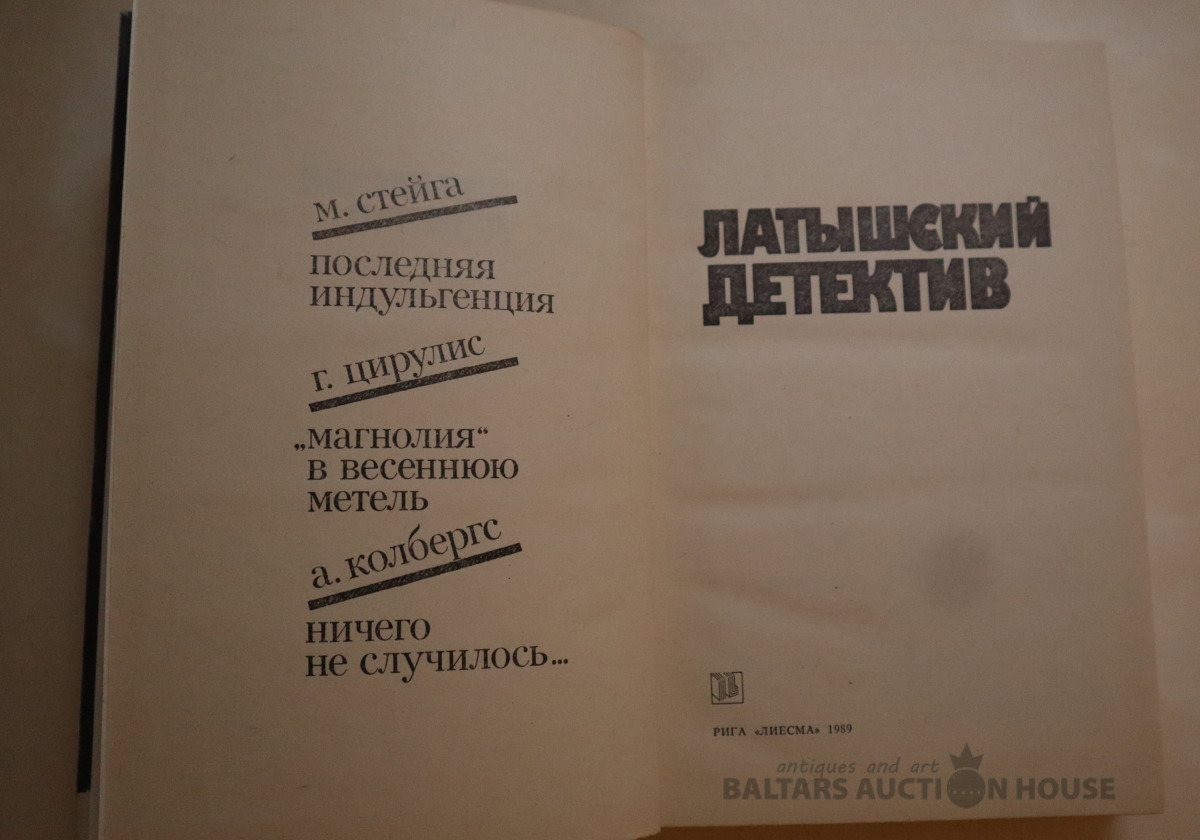 м. стейга
последняя
индульгенция
г. цирулис
„магнолия“
в весеннюю
метель
а. колбергс
ничего
не случилось...
ЛАТЫШСКИЙ
ДЕТЕКТИВ
РИГА «ЛИЕСМА» 1989
antiques and art
BALTARS AUCTION HOUSE